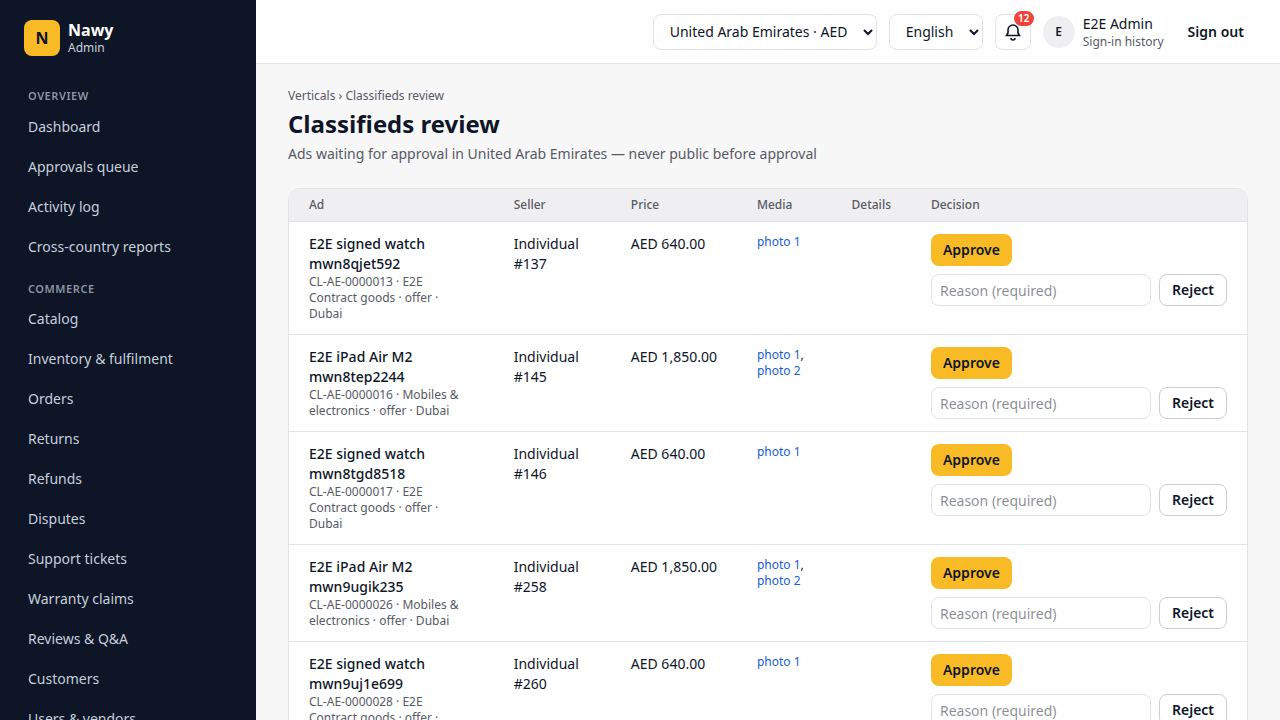 N
Nawy
Admin
OVERVIEW
Dashboard
Approvals queue
Activity log
Cross-country reports
COMMERCE
Catalog
Inventory & fulfilment
Orders
Returns
Refunds
Disputes
Support tickets
Warranty claims
Reviews & Q&A
Customers
Users & vendors
United Arab Emirates · AED
English
12
E
E2E Admin
Sign-in history
Sign out
Verticals › Classifieds review
Classifieds review
Ads waiting for approval in United Arab Emirates — never public before approval
Ad Seller Price Media Details Decision
E2E signed watch
mwn8qjet592
CL-AE-0000013 · E2E
Contract goods · offer ·
Dubai
Individual
#137
AED 640.00
photo 1
Approve
Reason (required)
Reject
E2E iPad Air M2
mwn8tep2244
CL-AE-0000016 · Mobiles &
electronics · offer · Dubai
Individual
#145
AED 1,850.00
photo 1,
photo 2
Approve
Reason (required)
Reject
E2E signed watch
mwn8tgd8518
CL-AE-0000017 · E2E
Contract goods · offer ·
Dubai
Individual
#146
AED 640.00
photo 1
Approve
Reason (required)
Reject
E2E iPad Air M2
mwn9ugik235
CL-AE-0000026 · Mobiles &
electronics · offer · Dubai
Individual
#258
AED 1,850.00
photo 1,
photo 2
Approve
Reason (required)
Reject
E2E signed watch
mwn9uj1e699
CL-AE-0000028 · E2E
Contract goods · offer ·
Individual
#260
AED 640.00
photo 1
Approve
Reason (required)
Reject